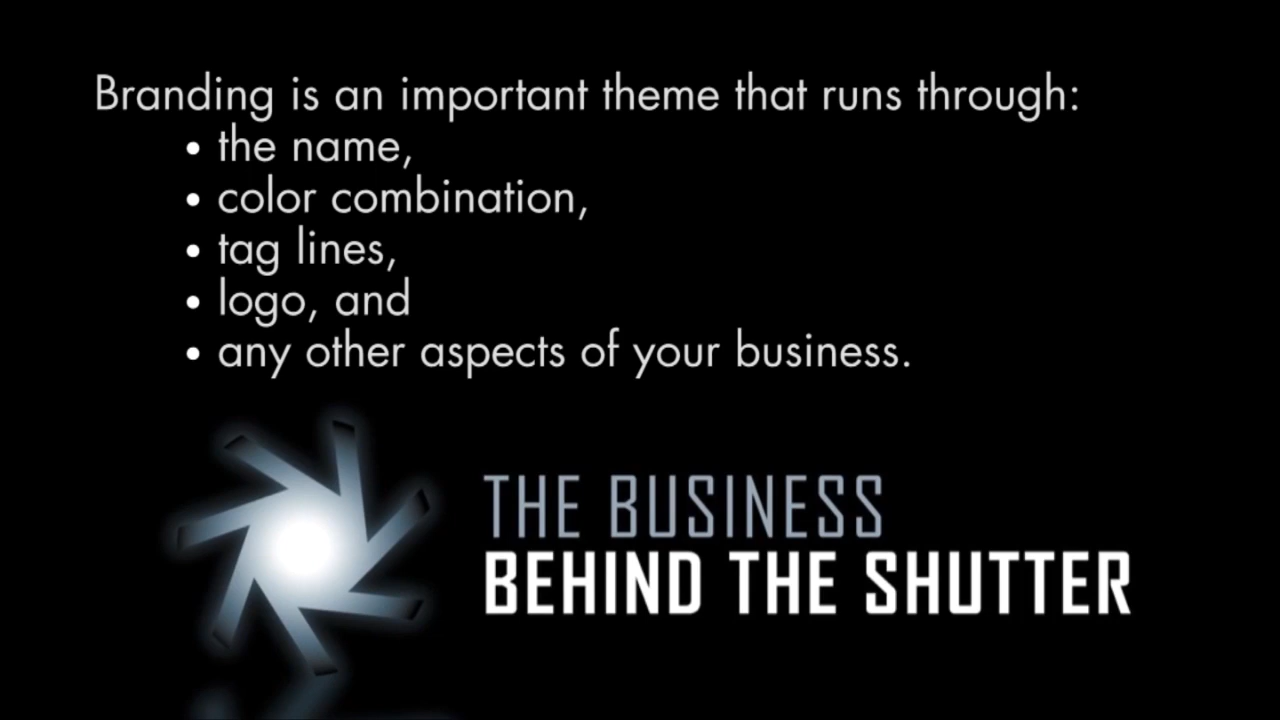 Branding is an important theme that runs through:
• the name,
• color combination,
• tag lines,
• logo, and
• any other aspects of your business.
THE BUSINESS
BEHIND THE SHUTTER